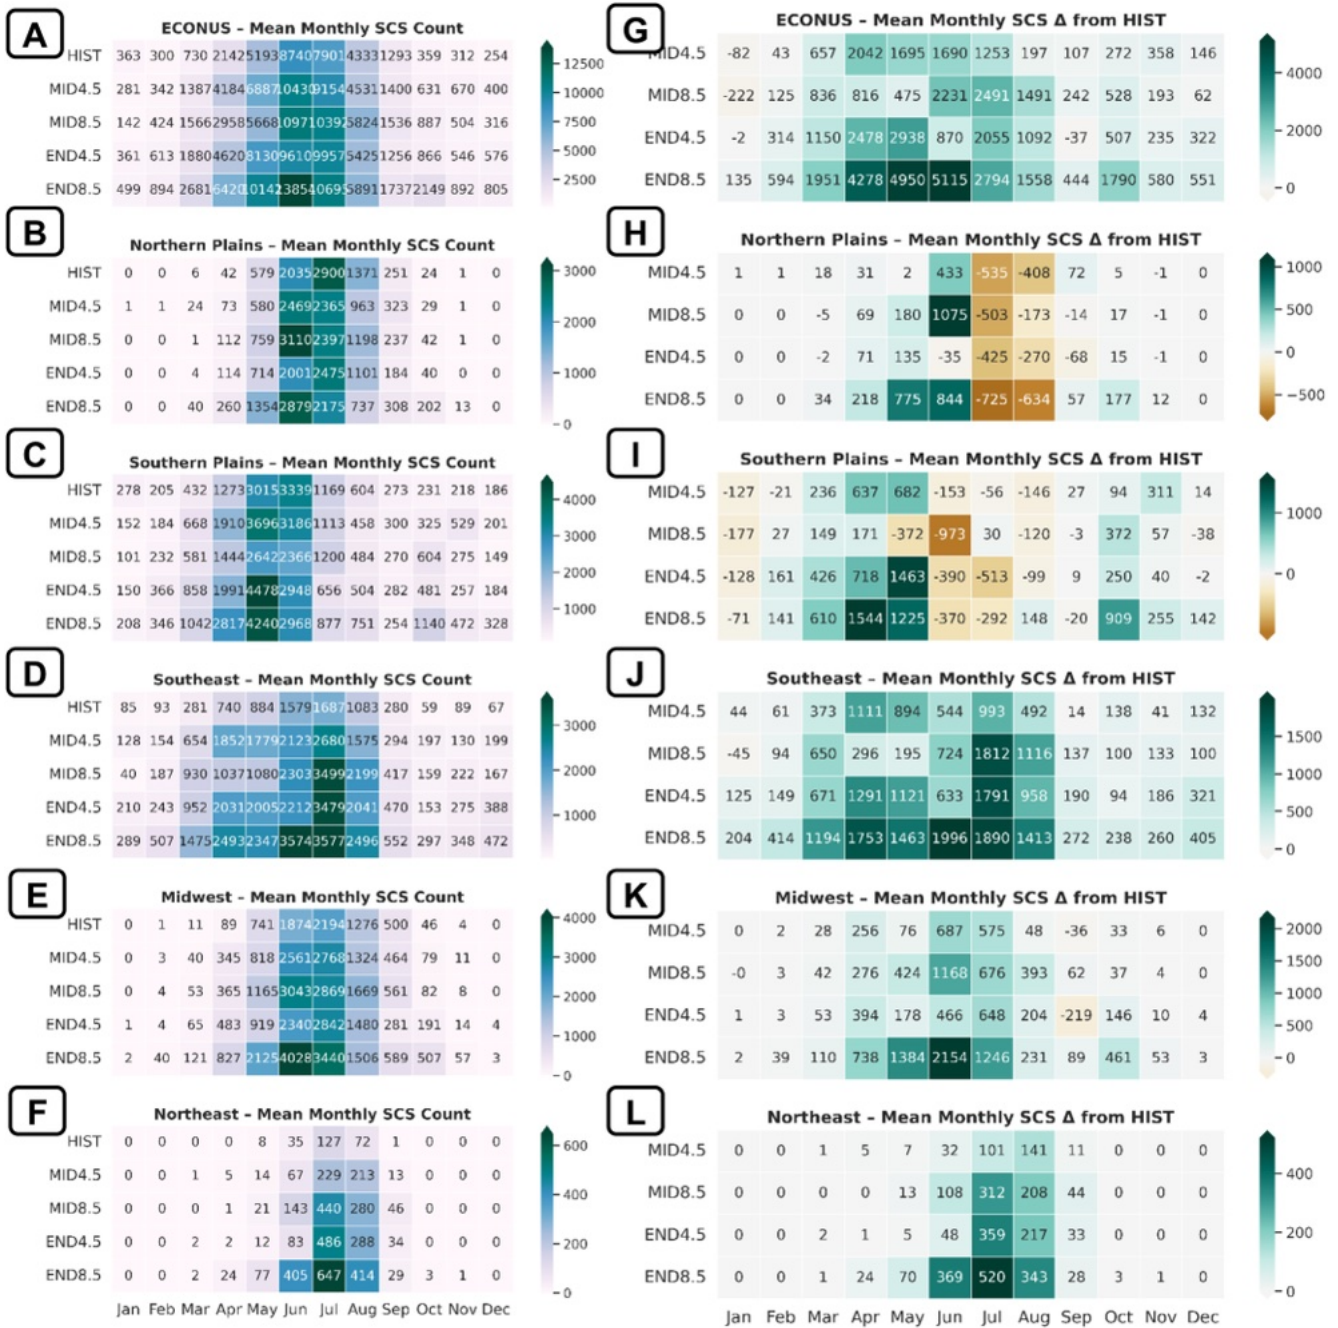 A
ECONUS – Mean Monthly SCS Count
HIST 363 300 730 2142 5193 8740 7901 4333 1293 359 312 254
MID4.5 281 342 1387 4184 6887 10430 9154 4531 1400 631 670 400
MID8.5 142 424 1566 2958 5668 10971 10392 5824 1536 887 504 316
END4.5 361 613 1880 4620 8130 9610 9957 5425 1256 866 546 576
END8.5 499 894 2681 6420 10142 13854 10695 5891 1737 2149 892 805
12500
10000
7500
5000
2500
B
Northern Plains – Mean Monthly SCS Count
HIST 0 0 6 42 579 2035 2900 1371 251 24 1 0
MID4.5 1 1 24 73 580 2469 2365 963 323 29 1 0
MID8.5 0 0 1 112 759 3110 2397 1198 237 42 1 0
END4.5 0 0 4 114 714 2001 2475 1101 184 40 0 0
END8.5 0 0 40 260 1354 2879 2175 737 308 202 13 0
3000
2000
1000
0
C
Southern Plains – Mean Monthly SCS Count
HIST 278 205 432 1273 3015 3339 1169 604 273 231 218 186
MID4.5 152 184 668 1910 3696 3186 1113 458 300 325 529 201
MID8.5 101 232 581 1444 2642 2366 1200 484 270 604 275 149
END4.5 150 366 858 1991 4478 2948 656 504 282 481 257 184
END8.5 208 346 1042 2817 4240 2968 877 751 254 1140 472 328
4000
3000
2000
1000
D
Southeast – Mean Monthly SCS Count
HIST 85 93 281 740 884 1579 1687 1083 280 59 89 67
MID4.5 128 154 654 1852 1779 2123 2680 1575 294 197 130 199
MID8.5 40 187 930 1037 1080 2303 3499 2199 417 159 222 167
END4.5 210 243 952 2031 2005 2212 3479 2041 470 153 275 388
END8.5 289 507 1475 2493 2347 3574 3577 2496 552 297 348 472
3000
2000
1000
E
Midwest – Mean Monthly SCS Count
HIST 0 1 11 89 741 1874 2194 1276 500 46 4 0
MID4.5 0 3 40 345 818 2561 2768 1324 464 79 11 0
MID8.5 0 4 53 365 1165 3043 2869 1669 561 82 8 0
END4.5 1 4 65 483 919 2340 2842 1480 281 191 14 4
END8.5 2 40 121 827 2125 4028 3440 1506 589 507 57 3
4000
3000
2000
1000
0
F
Northeast – Mean Monthly SCS Count
HIST 0 0 0 0 8 35 127 72 1 0 0 0
MID4.5 0 0 1 5 14 67 229 213 13 0 0 0
MID8.5 0 0 0 1 21 143 440 280 46 0 0 0
END4.5 0 0 2 2 12 83 486 288 34 0 0 0
END8.5 0 0 2 24 77 405 647 414 29 3 1 0
Jan Feb Mar Apr May Jun Jul Aug Sep Oct Nov Dec
600
400
200
0
G
ECONUS – Mean Monthly SCS Δ from HIST
MID4.5 -82 43 657 2042 1695 1690 1253 197 107 272 358 146
MID8.5 -222 125 836 816 475 2231 2491 1491 242 528 193 62
END4.5 -2 314 1150 2478 2938 870 2055 1092 -37 507 235 322
END8.5 135 594 1951 4278 4950 5115 2794 1558 444 1790 580 551
4000
2000
0
H
Northern Plains – Mean Monthly SCS Δ from HIST
MID4.5 1 1 18 31 2 433 -535 -408 72 5 -1 0
MID8.5 0 0 -5 69 180 1075 -503 -173 -14 17 -1 0
END4.5 0 0 -2 71 135 -35 -425 -270 -68 15 -1 0
END8.5 0 0 34 218 775 844 -725 -634 57 177 12 0
1000
500
0
−500
I
Southern Plains – Mean Monthly SCS Δ from HIST
MID4.5 -127 -21 236 637 682 -153 -56 -146 27 94 311 14
MID8.5 -177 27 149 171 -372 -973 30 -120 -3 372 57 -38
END4.5 -128 161 426 718 1463 -390 -513 -99 9 250 40 -2
END8.5 -71 141 610 1544 1225 -370 -292 148 -20 909 255 142
1000
0
J
Southeast – Mean Monthly SCS Δ from HIST
MID4.5 44 61 373 1111 894 544 993 492 14 138 41 132
MID8.5 -45 94 650 296 195 724 1812 1116 137 100 133 100
END4.5 125 149 671 1291 1121 633 1791 958 190 94 186 321
END8.5 204 414 1194 1753 1463 1996 1890 1413 272 238 260 405
1500
1000
500
0
K
Midwest – Mean Monthly SCS Δ from HIST
MID4.5 0 2 28 256 76 687 575 48 -36 33 6 0
MID8.5 -0 3 42 276 424 1168 676 393 62 37 4 0
END4.5 1 3 53 394 178 466 648 204 -219 146 10 4
END8.5 2 39 110 738 1384 2154 1246 231 89 461 53 3
2000
1500
1000
500
0
L
Northeast – Mean Monthly SCS Δ from HIST
MID4.5 0 0 1 5 7 32 101 141 11 0 0 0
MID8.5 0 0 0 0 13 108 312 208 44 0 0 0
END4.5 0 0 2 1 5 48 359 217 33 0 0 0
END8.5 0 0 1 24 70 369 520 343 28 3 1 0
Jan Feb Mar Apr May Jun Jul Aug Sep Oct Nov Dec
400
200
0